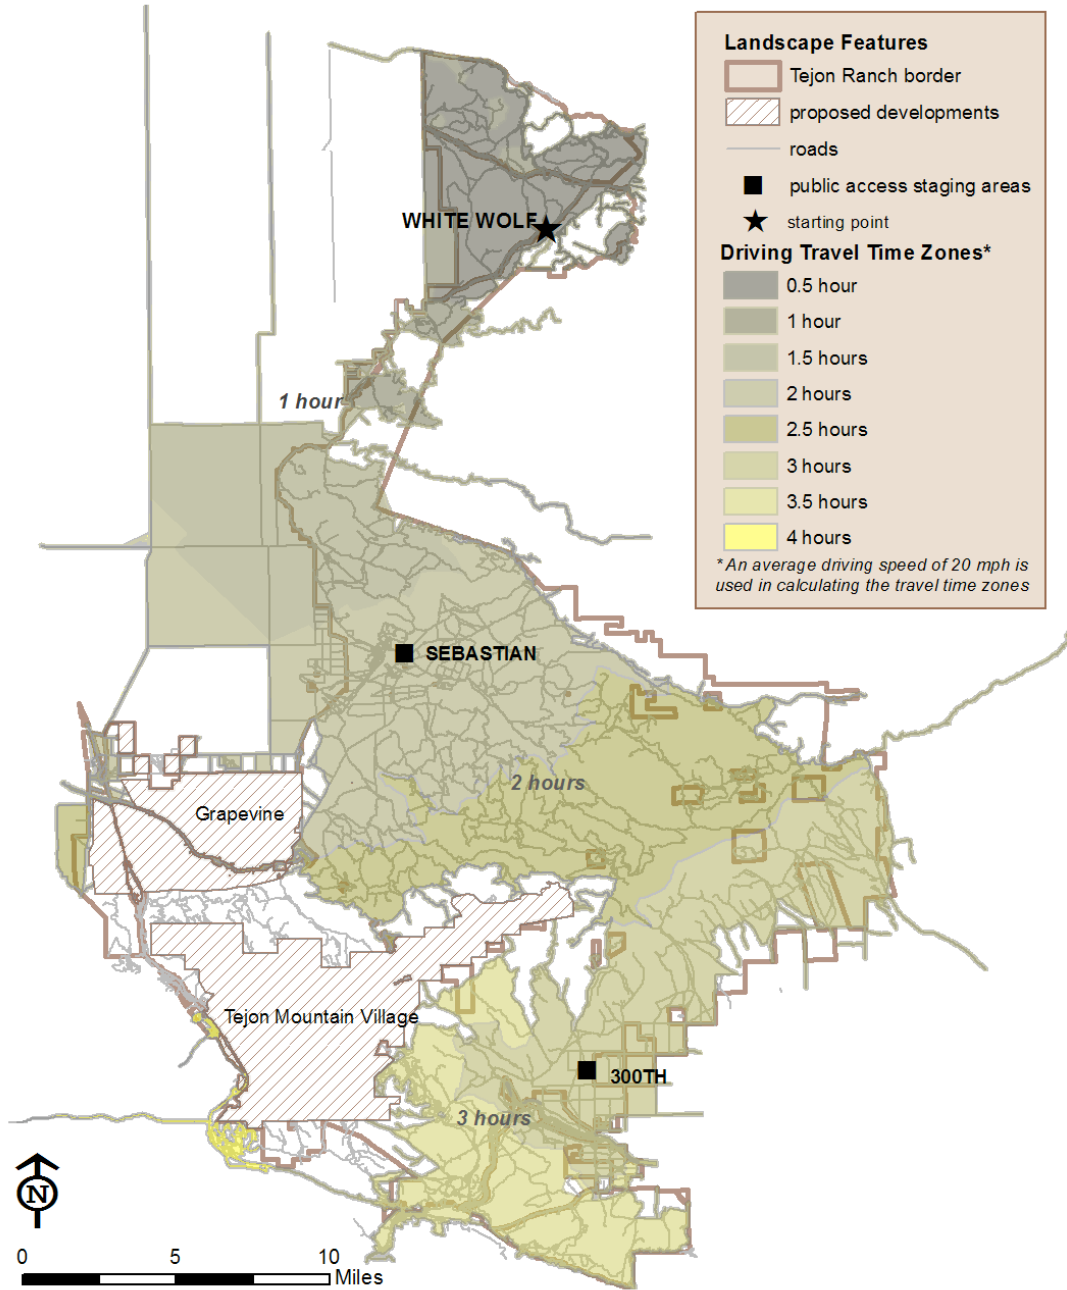 Landscape Features
Tejon Ranch border
proposed developments
roads
public access staging areas
starting point
Driving Travel Time Zones*
0.5 hour
1 hour
1.5 hours
2 hours
2.5 hours
3 hours
3.5 hours
4 hours
*An average driving speed of 20 mph is
used in calculating the travel time zones
WHITE WOLF
1 hour
SEBASTIAN
2 hours
Grapevine
Tejon Mountain Village
300TH
3 hours
N
0 5 10
Miles